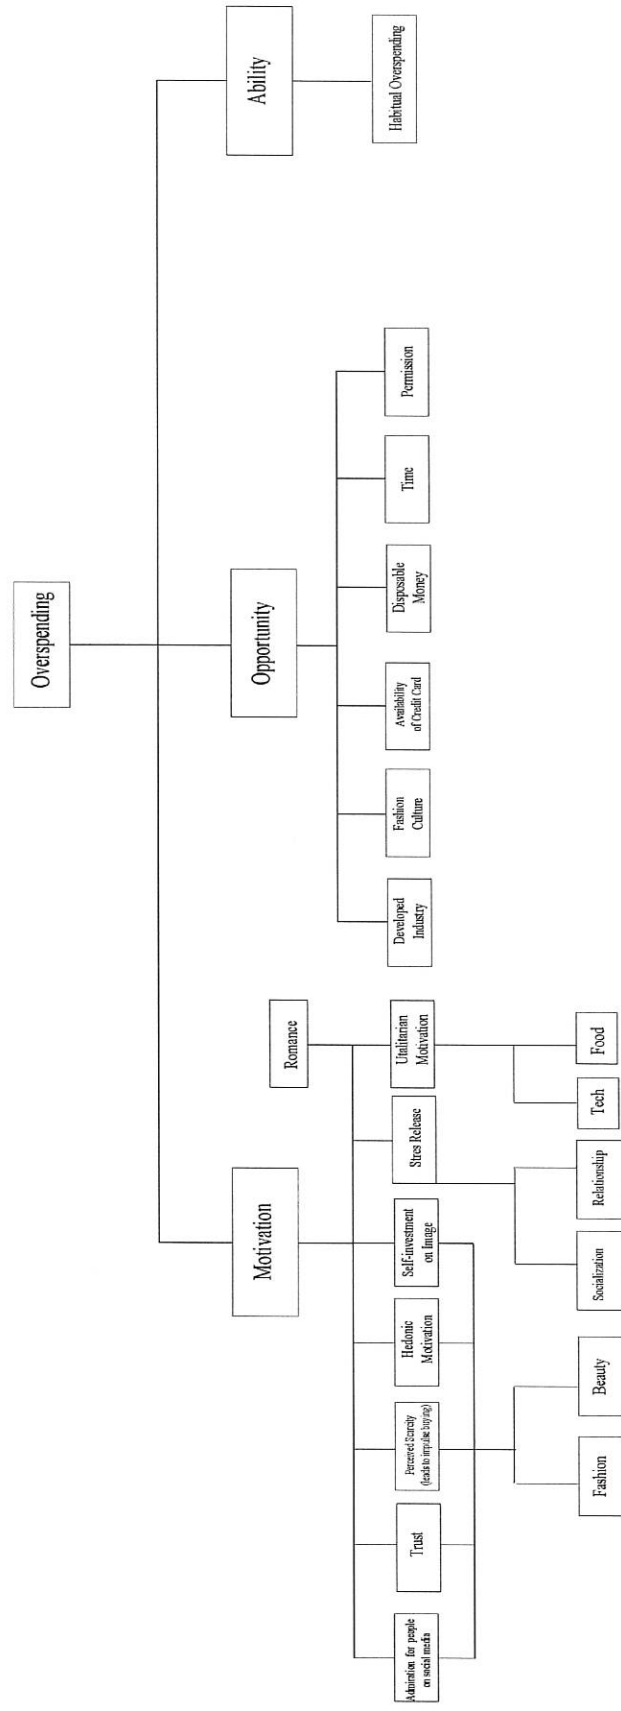 Overspending
Motivation
Opportunity
Ability
Romance
Admiration for people
on social media
Trust
Perceived Scarcity
(leads to impulse buying)
Hedonic
Motivation
Self-investment
on Image
Stres Release
Utalitarian
Motivation
Developed
Industry
Fashion
Culture
Availability
of Credit Card
Disposable
Money
Time
Permission
Habitual Overspending
Fashion
Beauty
Socialization
Relationship
Tech
Food